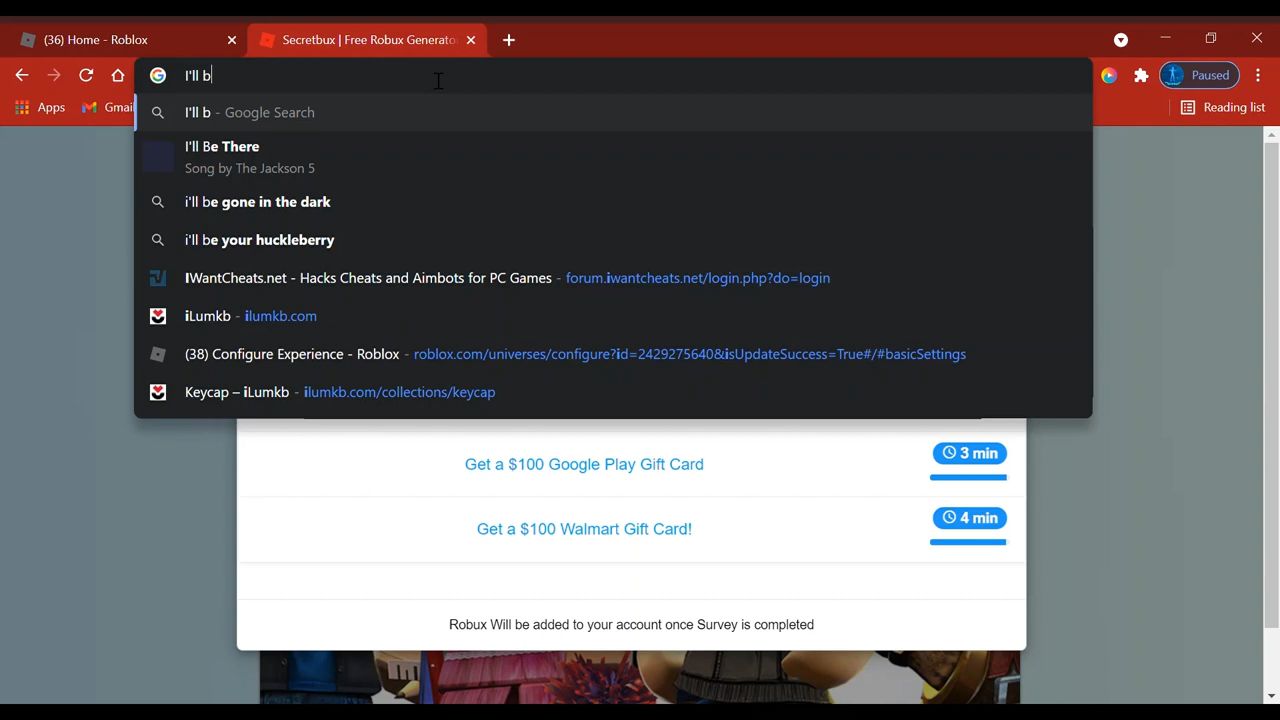 (36) Home - Roblox
Secretbux | Free Robux Generato
I'll b
Paused
Apps
Gmai
Reading list
I'll b - Google Search
I'll Be There
Song by The Jackson 5
i'll be gone in the dark
i'll be your huckleberry
IWantCheats.net - Hacks Cheats and Aimbots for PC Games - forum.iwantcheats.net/login.php?do=login
iLumkb - ilumkb.com
(38) Configure Experience - Roblox - roblox.com/universes/configure?id=2429275640&isUpdateSuccess=True#/#basicSettings
Keycap – iLumkb - ilumkb.com/collections/keycap
Get a $100 Google Play Gift Card
3 min
Get a $100 Walmart Gift Card!
4 min
Robux Will be added to your account once Survey is completed